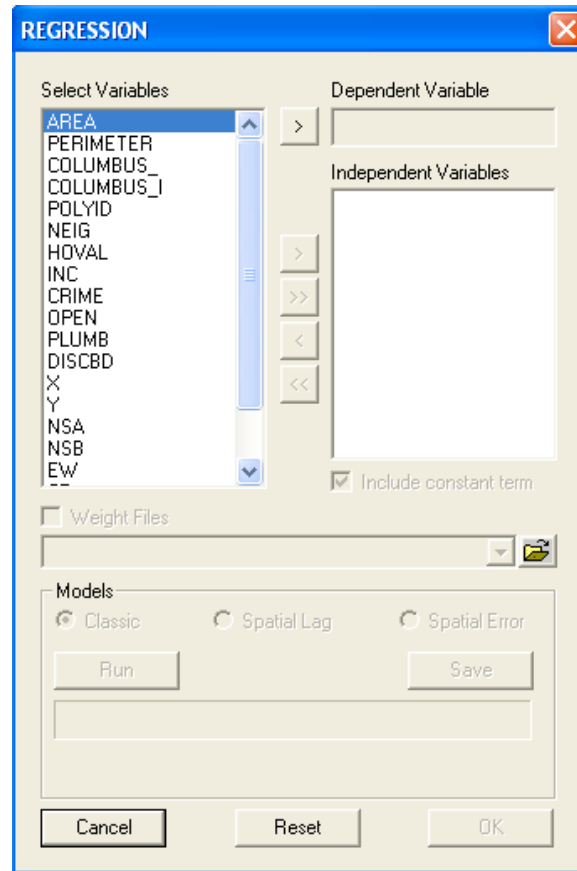 REGRESSION
Select Variables
Dependent Variable
AREA
>
PERIMETER
COLUMBUS_
COLUMBUS_I
POLYID
NEIG
HOVAL
INC
CRIME
OPEN
PLUMB
DISCBD
X
Y
NSA
NSB
EW
Independent Variables
>
>>
<
<<
Include constant term
Weight Files
Models
Classic Spatial Lag Spatial Error
Run Save
Cancel Reset OK